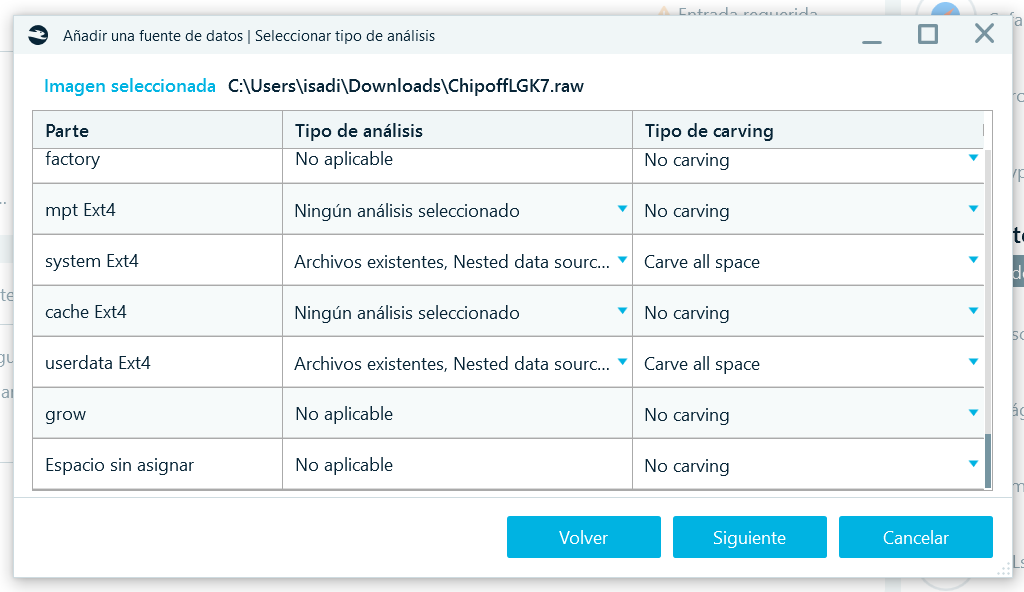 Entrada requerida
Añadir una fuente de datos | Seleccionar tipo de análisis
Imagen seleccionada C:\Users\isadi\Downloads\ChipoffLGK7.raw
Parte Tipo de análisis Tipo de carving
factory No aplicable No carving
mpt Ext4 Ningún análisis seleccionado No carving
system Ext4 Archivos existentes, Nested data sourc... Carve all space
cache Ext4 Ningún análisis seleccionado No carving
userdata Ext4 Archivos existentes, Nested data sourc... Carve all space
grow No aplicable No carving
Espacio sin asignar No aplicable No carving
Volver Siguiente Cancelar